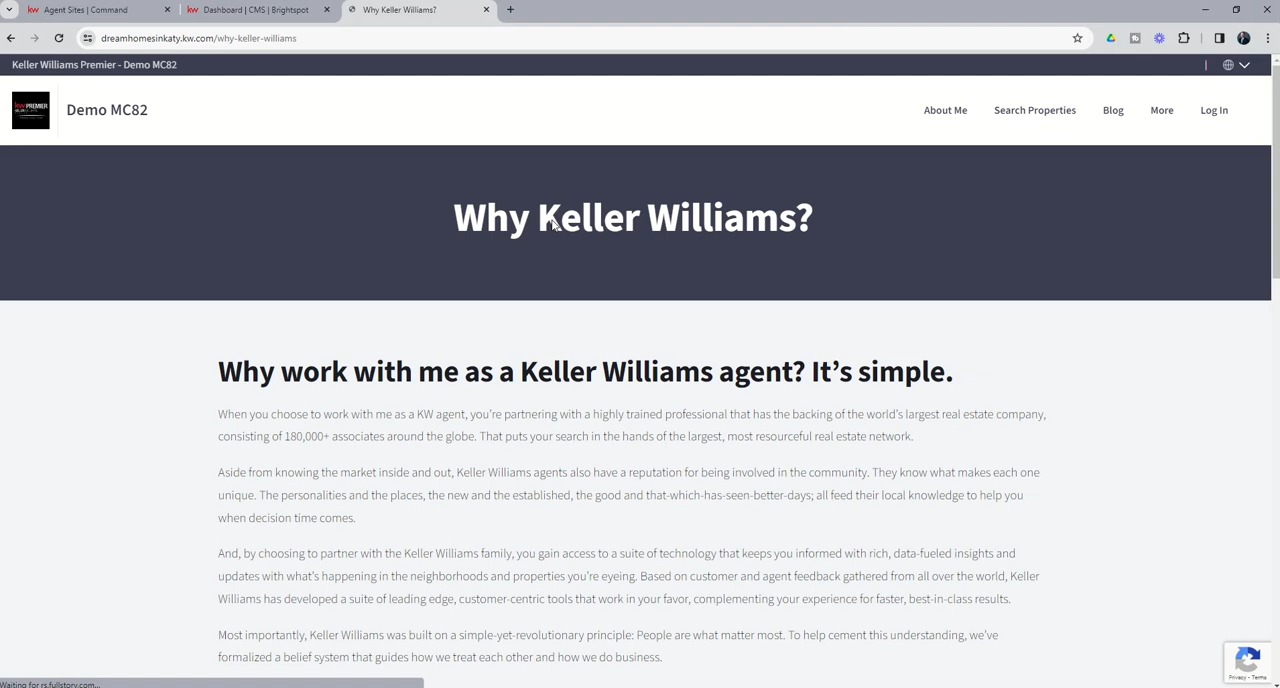 kw Agent Sites | Command
kw Dashboard | CMS | Brightspot
Why Keller Williams?
dreamhomesinkaty.kw.com/why-keller-williams
Keller Williams Premier - Demo MC82
kw PREMIER
Demo MC82
About Me
Search Properties
Blog
More
Log In
Why Keller Williams?
Why work with me as a Keller Williams agent? It’s simple.
When you choose to work with me as a KW agent, you’re partnering with a highly trained professional that has the backing of the world’s largest real estate company,
consisting of 180,000+ associates around the globe. That puts your search in the hands of the largest, most resourceful real estate network.
Aside from knowing the market inside and out, Keller Williams agents also have a reputation for being involved in the community. They know what makes each one
unique. The personalities and the places, the new and the established, the good and that-which-has-seen-better-days; all feed their local knowledge to help you
when decision time comes.
And, by choosing to partner with the Keller Williams family, you gain access to a suite of technology that keeps you informed with rich, data-fueled insights and
updates with what’s happening in the neighborhoods and properties you’re eyeing. Based on customer and agent feedback gathered from all over the world, Keller
Williams has developed a suite of leading edge, customer-centric tools that work in your favor, complementing your experience for faster, best-in-class results.
Most importantly, Keller Williams was built on a simple-yet-revolutionary principle: People are what matter most. To help cement this understanding, we’ve
formalized a belief system that guides how we treat each other and how we do business.
Privacy - Terms
Waiting for rs.fullstory.com...